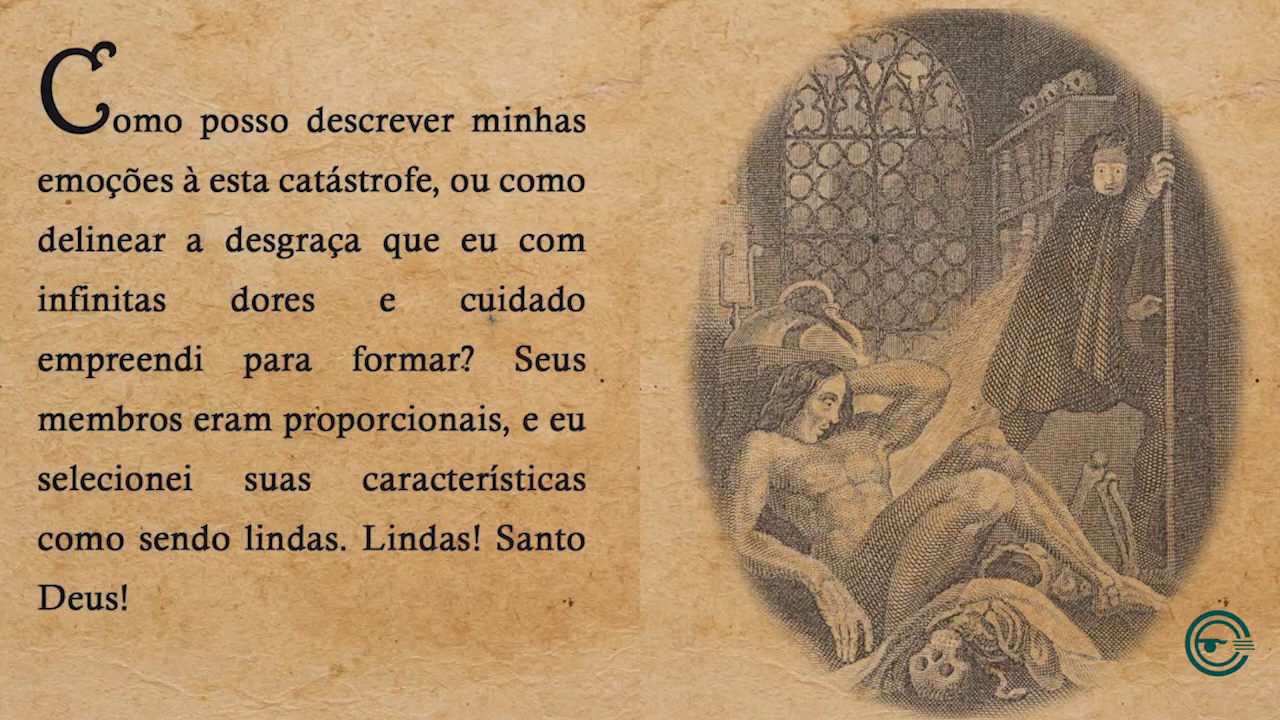 Como posso descrever minhas
emoções à esta catástrofe, ou como
delinear a desgraça que eu com
infinitas dores e cuidado
empreendi para formar? Seus
membros eram proporcionais, e eu
selecionei suas características
como sendo lindas. Lindas! Santo
Deus!